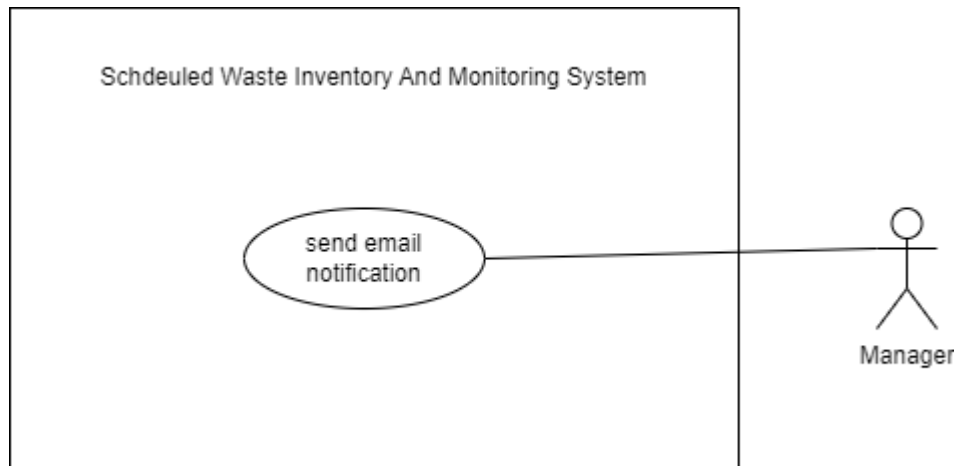 Schdeuled Waste Inventory And Monitoring System
send email
notification
Manager